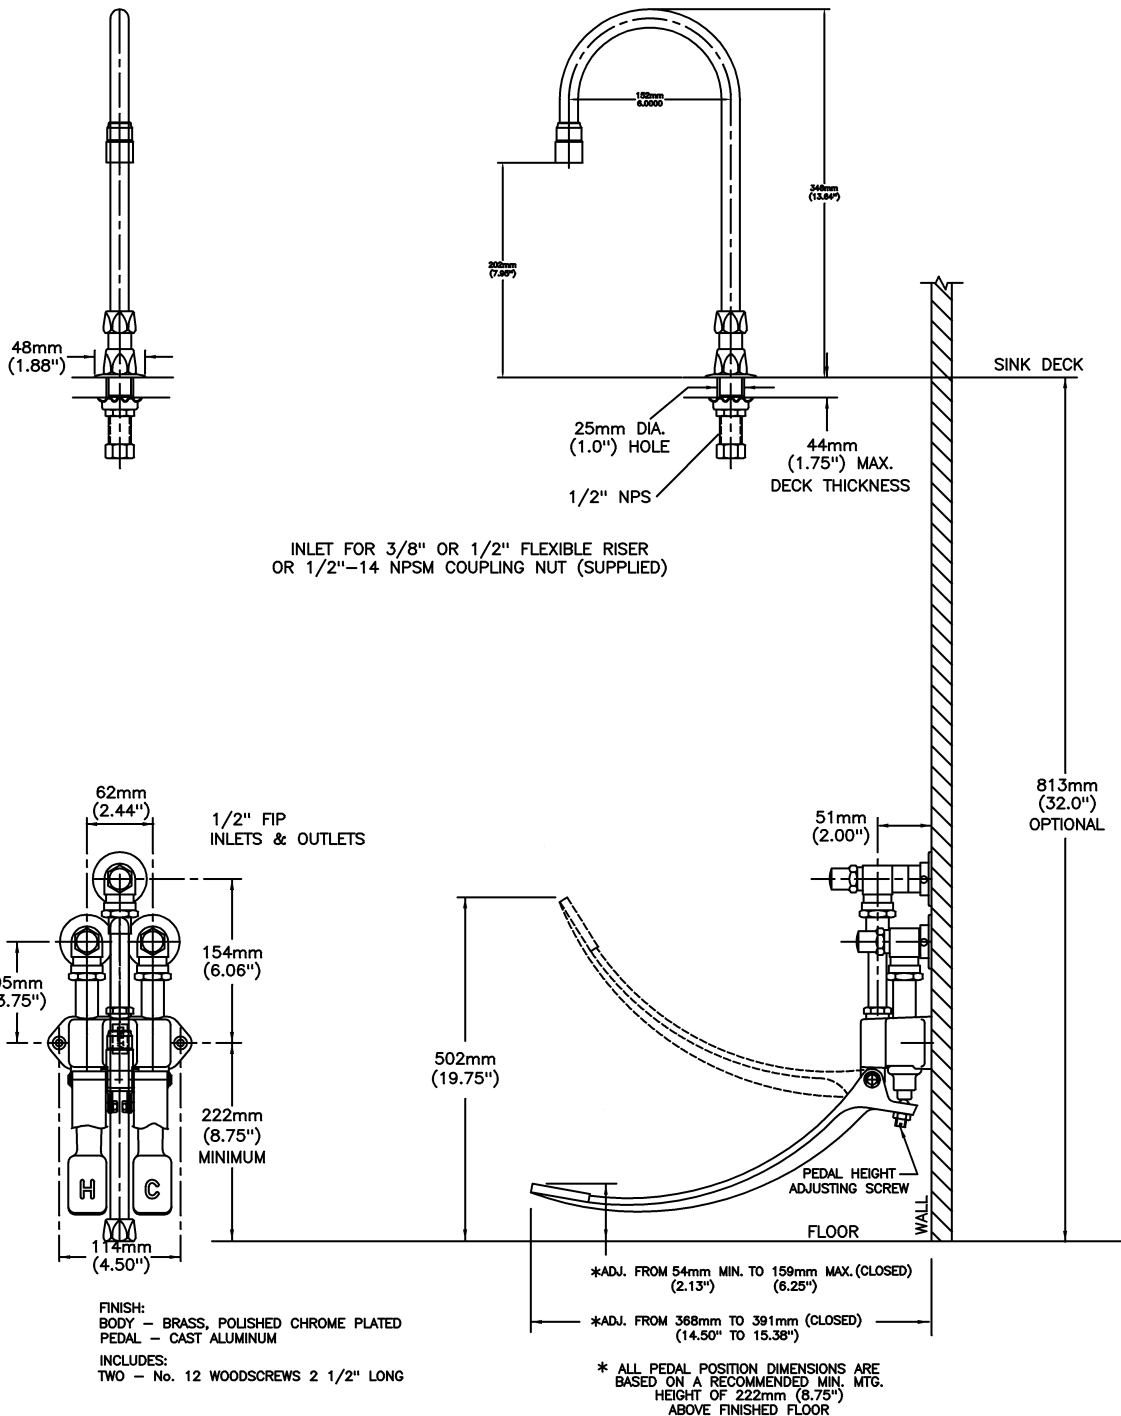 152mm
6.0000
346mm
(13.64")
202mm
(7.95")
48mm
(1.88")
SINK DECK
25mm DIA.
(1.0") HOLE
44mm
(1.75") MAX.
DECK THICKNESS
1/2" NPS
INLET FOR 3/8" OR 1/2" FLEXIBLE RISER
OR 1/2"-14 NPSM COUPLING NUT (SUPPLIED)
62mm
(2.44")
1/2" FIP
INLETS & OUTLETS
813mm
(32.0")
OPTIONAL
51mm
(2.00")
154mm
(6.06")
95mm
3.75")
502mm
(19.75")
222mm
(8.75")
MINIMUM
H C
PEDAL HEIGHT
ADJUSTING SCREW
WALL
FLOOR
114mm
(4.50")
*ADJ. FROM 54mm MIN. TO 159mm MAX. (CLOSED)
(2.13") (6.25")
*ADJ. FROM 368mm TO 391mm (CLOSED)
(14.50" TO 15.38")
FINISH:
BODY - BRASS, POLISHED CHROME PLATED
PEDAL - CAST ALUMINUM
INCLUDES:
TWO - No. 12 WOODSCREWS 2 1/2" LONG
* ALL PEDAL POSITION DIMENSIONS ARE
BASED ON A RECOMMENDED MIN. MTG.
HEIGHT OF 222mm (8.75")
ABOVE FINISHED FLOOR